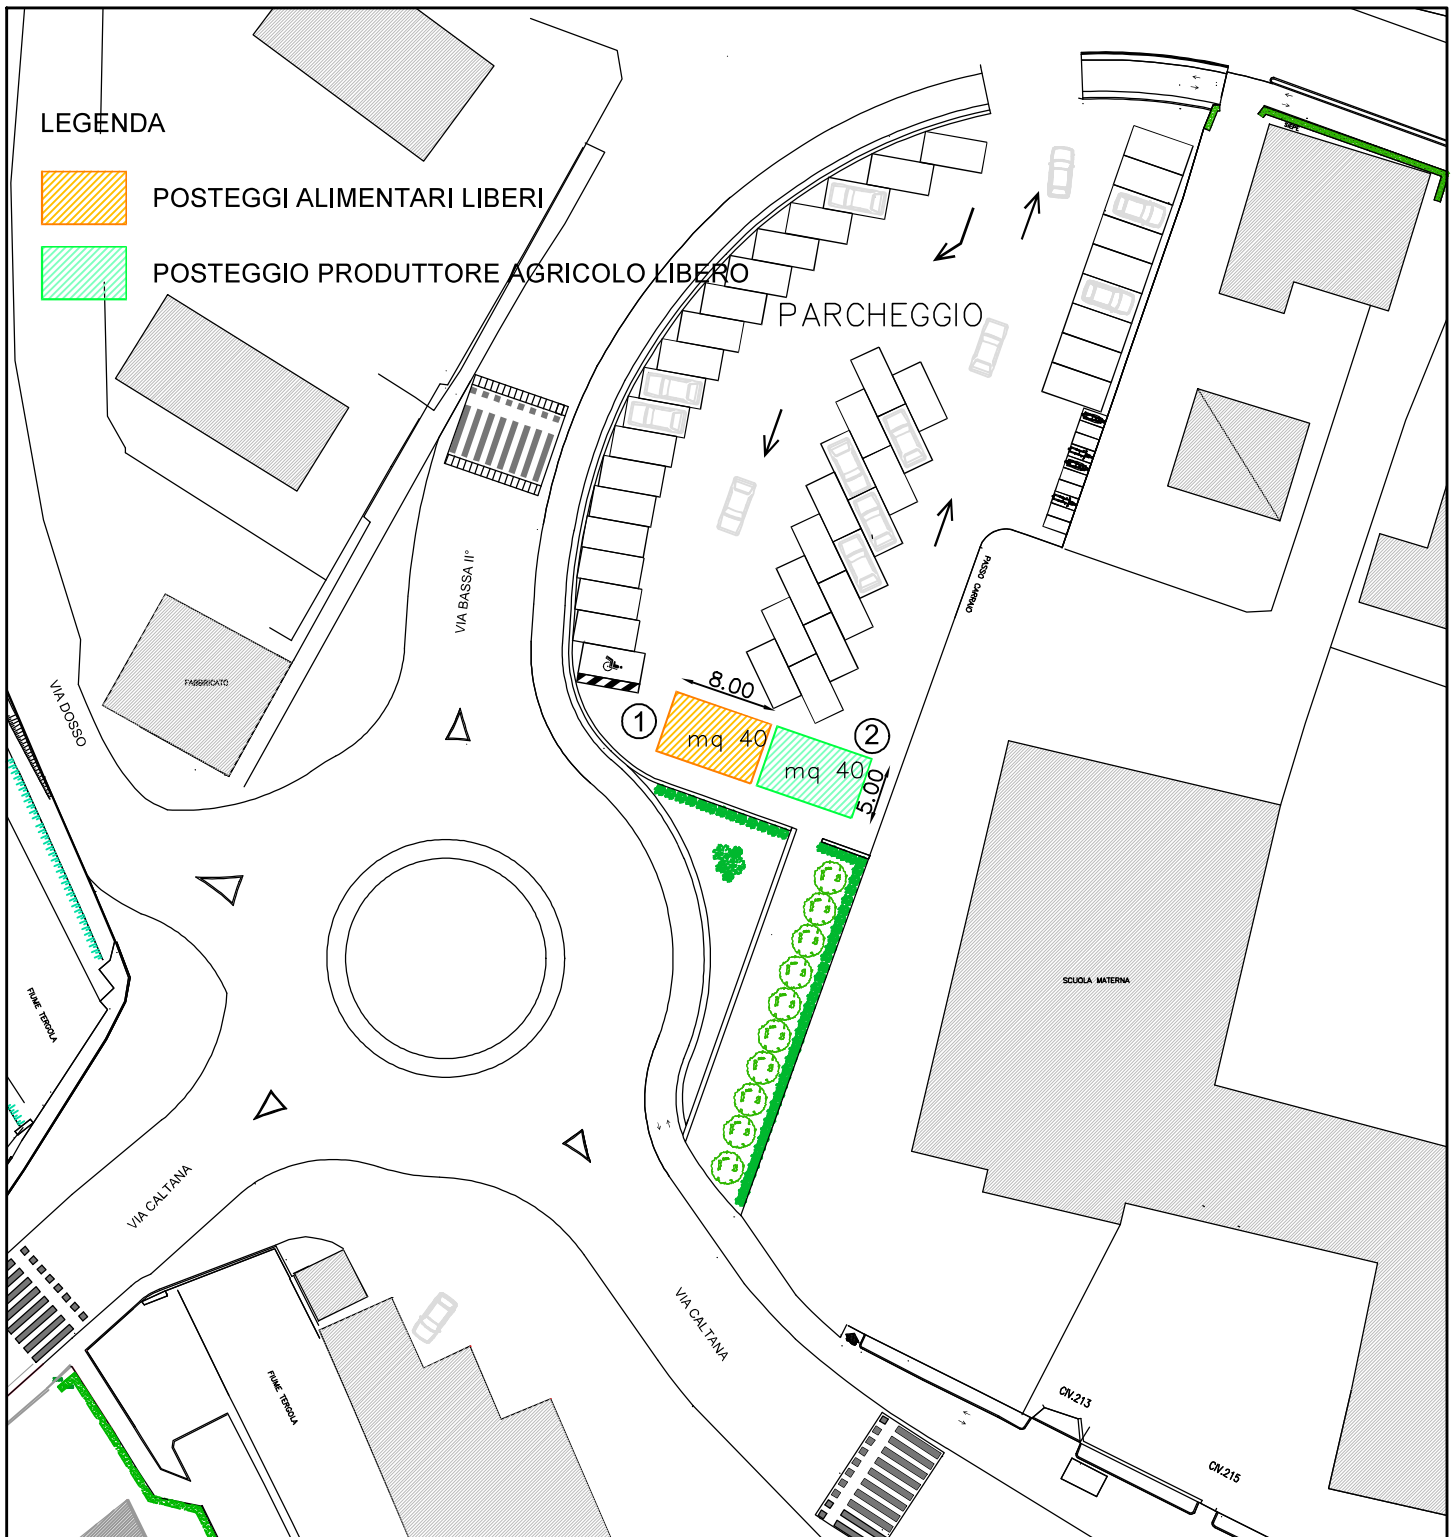 LEGENDA
POSTEGGI ALIMENTARI LIBERI
POSTEGGIO PRODUTTORE AGRICOLO LIBERO
SIEPE
PARCHEGGIO
PASSO CARRAIO
VIA BASSA II°
FABBRICATO
VIA DOSSO
8.00
1
mq 40
2
mq 40
5.00
SCUOLA MATERNA
FIUME TERGOLA
VIA CALTANA
VIA CALTANA
FIUME TERGOLA
CIV.213
CIV.215